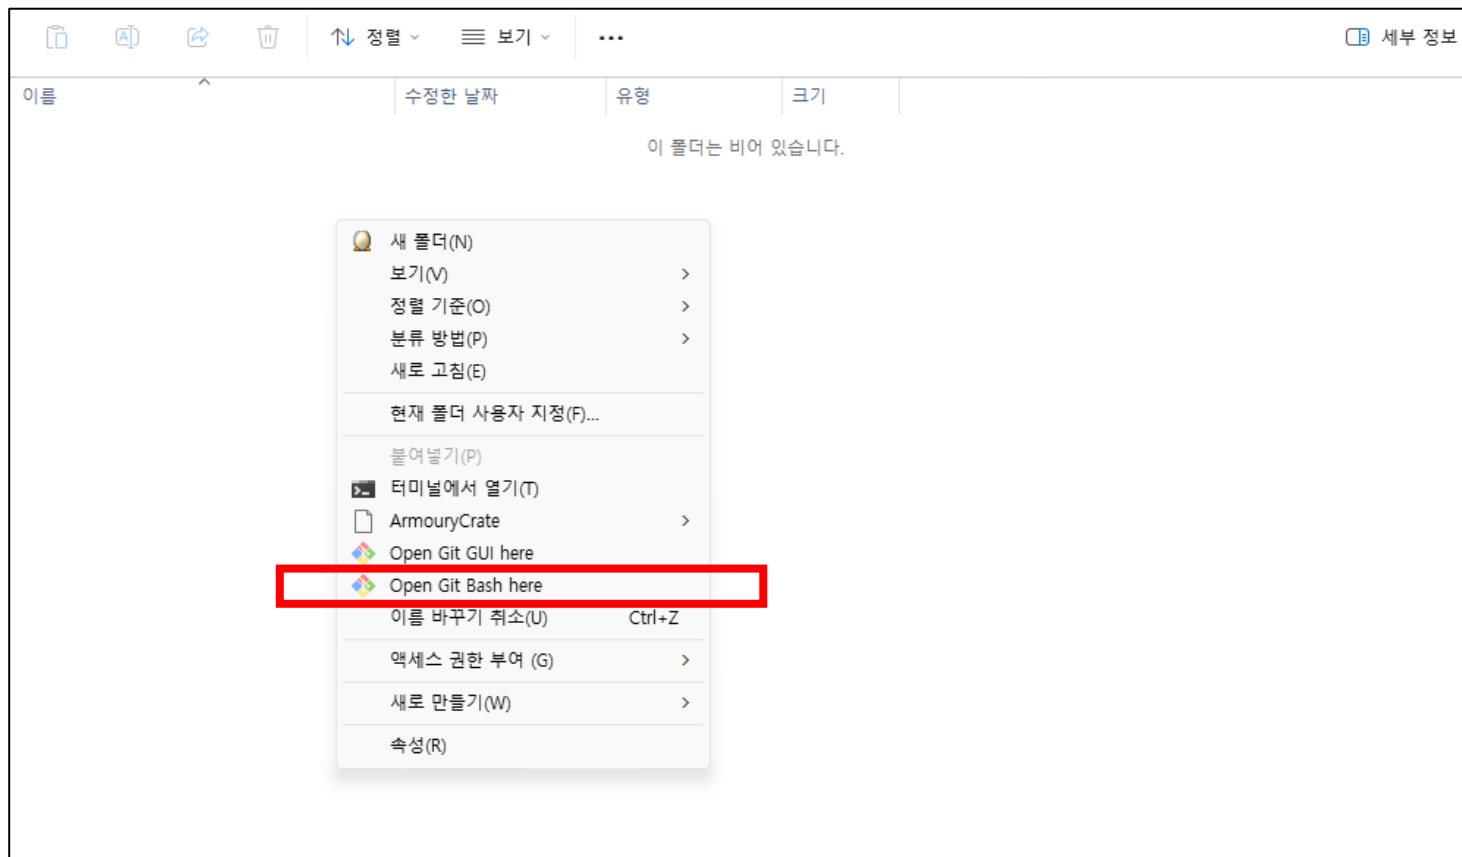 정렬 보기 ... 세부 정보
이름 수정한 날짜 유형 크기
이 폴더는 비어 있습니다.
새 폴더(N)
보기(V)
정렬 기준(O)
분류 방법(P)
새로 고침(E)
현재 폴더 사용자 지정(F)...
붙여넣기(P)
터미널에서 열기(T)
ArmouryCrate
Open Git GUI here
Open Git Bash here
이름 바꾸기 취소(U) Ctrl+Z
액세스 권한 부여 (G)
새로 만들기(W)
속성(R)